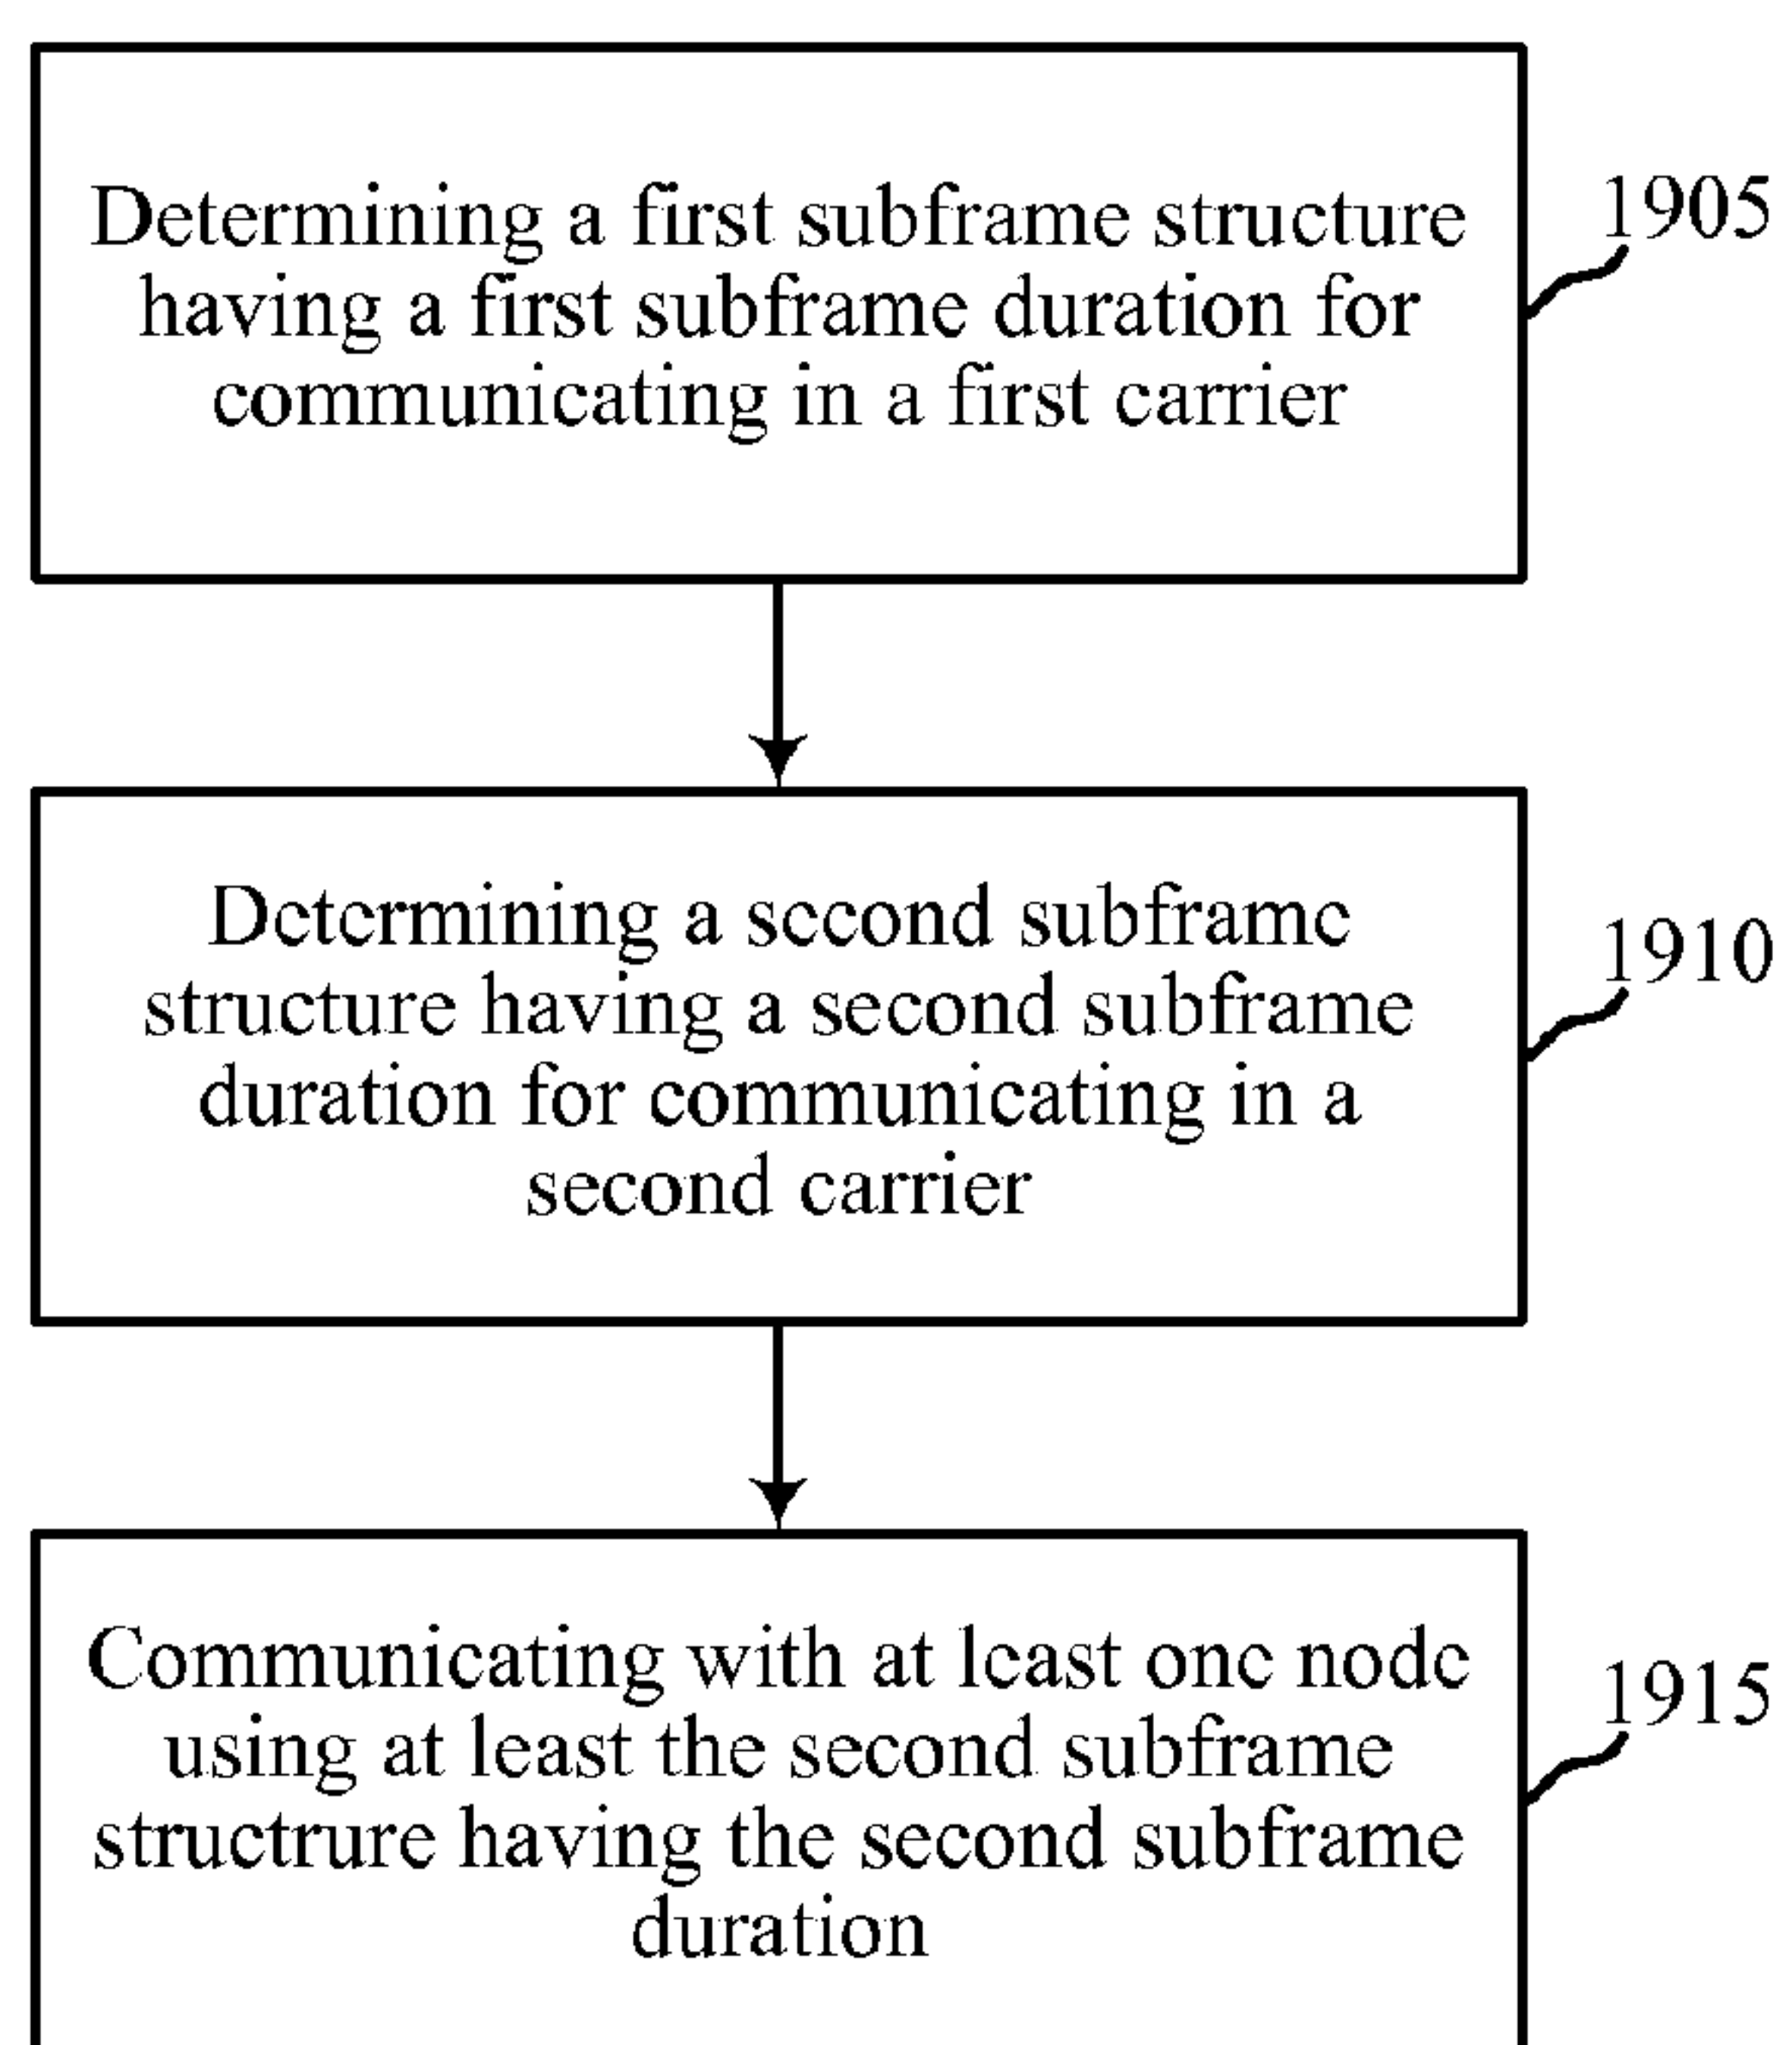 Determining a first subframe structure
having a first subframe duration for
communicating in a first carrier
1905
Determining a second subframe
structure having a second subframe
duration for communicating in a
second carrier
1910
Communicating with at least one node
using at least the second subframe
structrure having the second subframe
duration
1915